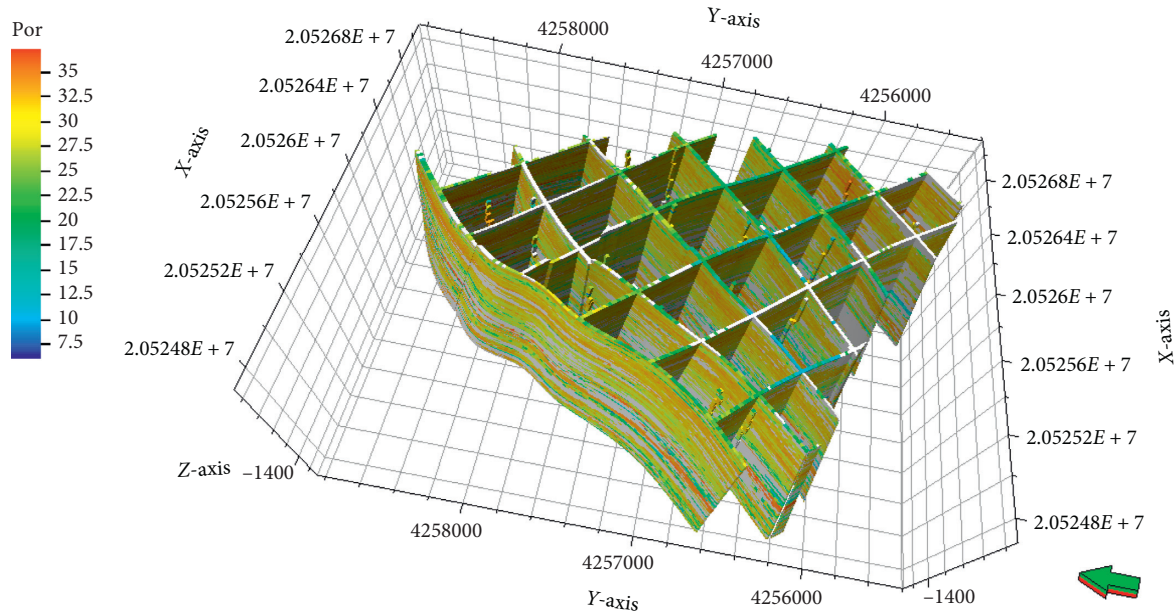 Por
35
32.5
30
27.5
25
22.5
20
17.5
15
12.5
10
7.5
Y-axis
4258000
4257000
4256000
2.05268E + 7
2.05264E + 7
2.0526E + 7
2.05256E + 7
2.05252E + 7
2.05248E + 7
X-axis
Z-axis
-1400
4258000
4257000
4256000
Y-axis
-1400
2.05268E + 7
2.05264E + 7
2.0526E + 7
2.05256E + 7
2.05252E + 7
2.05248E + 7
X-axis